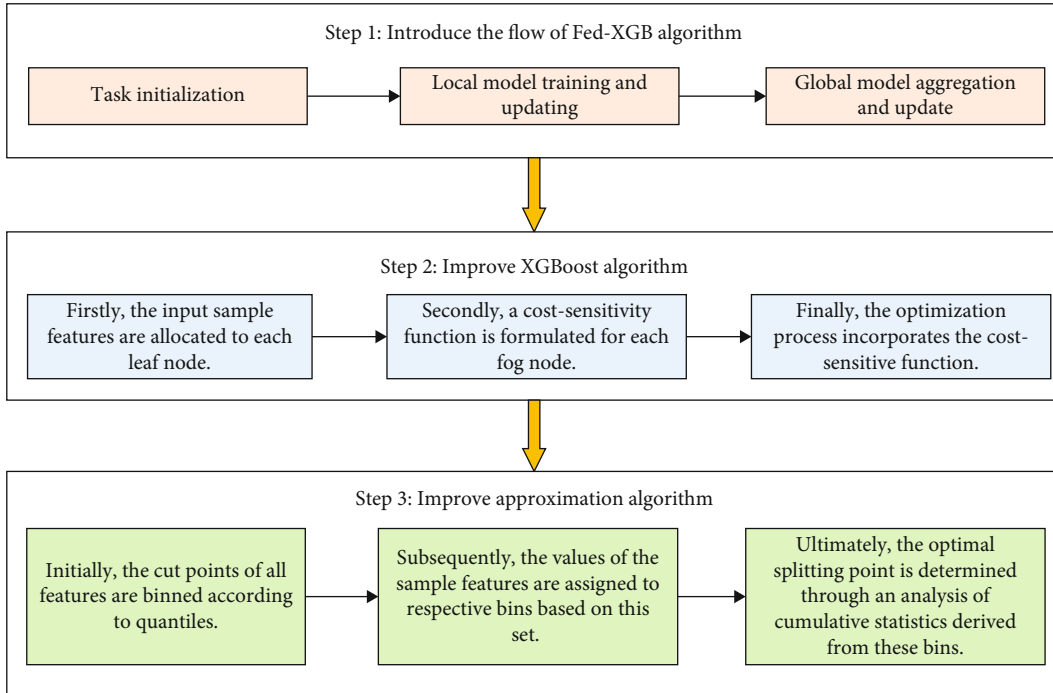 Step 1: Introduce the flow of Fed-XGB algorithm
Task initialization
Local model training and
updating
Global model aggregation
and update
Step 2: Improve XGBoost algorithm
Firstly, the input sample
features are allocated to each
leaf node.
Secondly, a cost-sensitivity
function is formulated for each
fog node.
Finally, the optimization
process incorporates the cost-
sensitive function.
Step 3: Improve approximation algorithm
Initially, the cut points of all
features are binned according
to quantiles.
Subsequently, the values of the
sample features are assigned to
respective bins based on this
set.
Ultimately, the optimal
splitting point is determined
through an analysis of
cumulative statistics derived
from these bins.